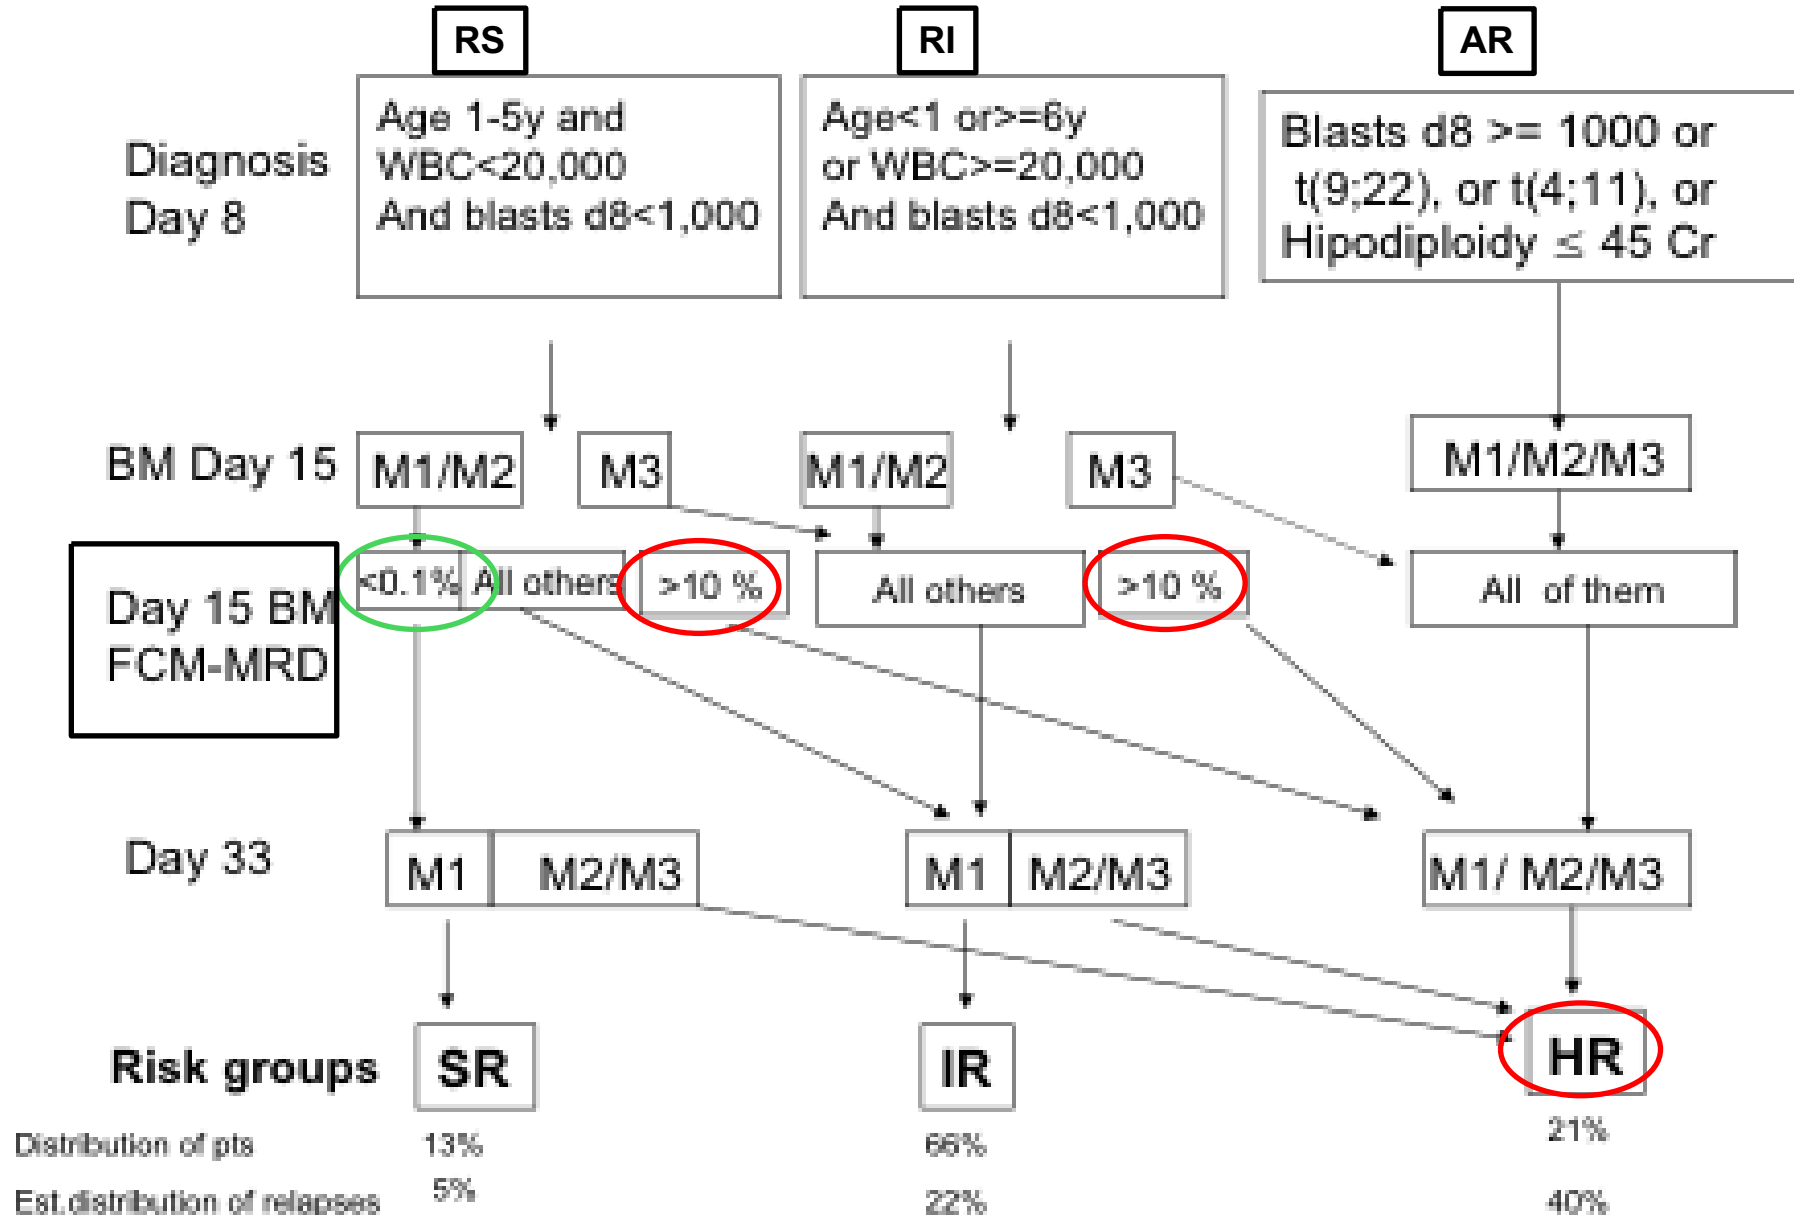 RS
RI
AR
Diagnosis
Day 8
Age 1-5y and
WBC<20,000
And blasts d8<1,000
Age<1 or>=6y
or WBC>=20,000
And blasts d8<1,000
Blasts d8 >= 1000 or
t(9;22), or t(4;11), or
Hipodiploidy ≤ 45 Cr
BM Day 15
M1/M2
M3
M1/M2
M3
M1/M2/M3
Day 15 BM
FCM-MRD
<0.1%
All others
>10 %
All others
>10 %
All of them
Day 33
M1
M2/M3
M1
M2/M3
M1/ M2/M3
Risk groups
SR
IR
HR
Distribution of pts
13%
66%
21%
Est.distribution of relapses
5%
22%
40%